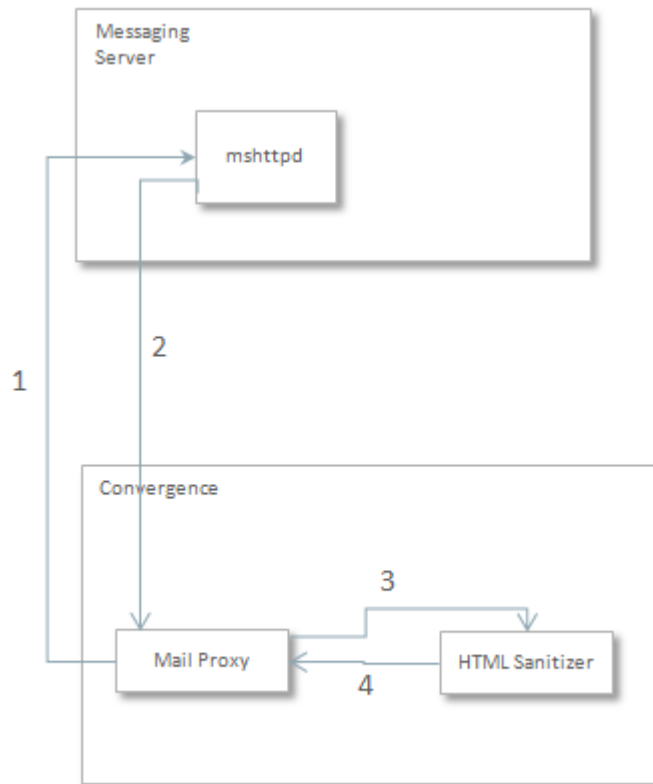 Messaging
Server
mshttpd
2
1
Convergence
3
Mail Proxy
HTML Sanitizer
4